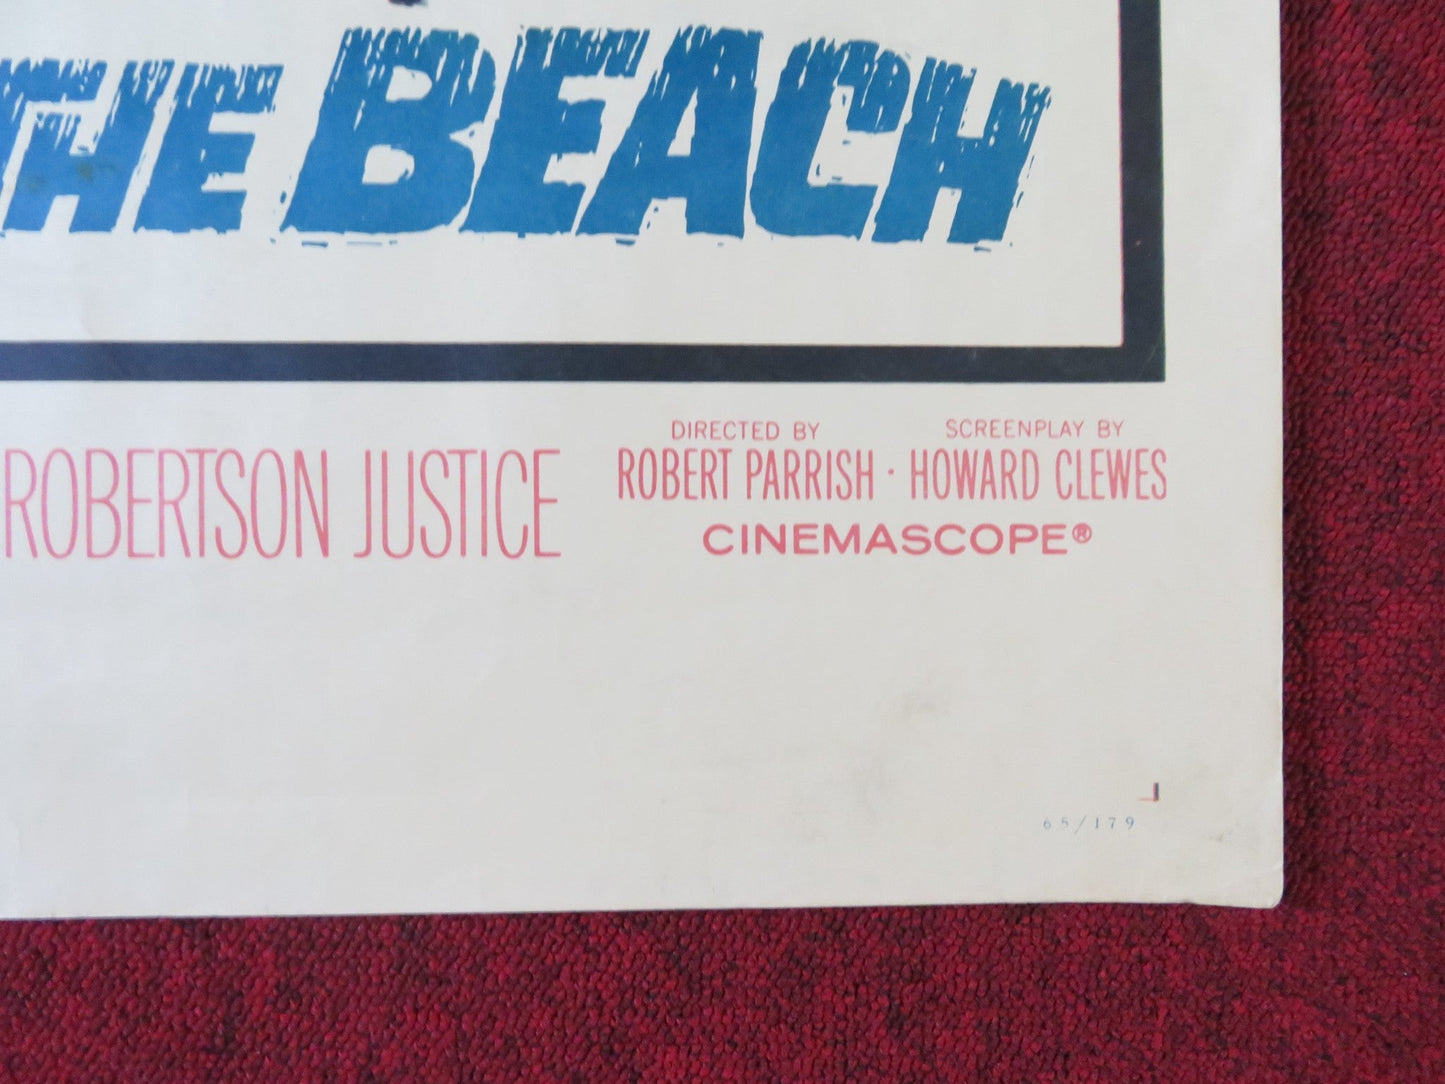 THE BEACH
ROBERTSON JUSTICE
DIRECTED BY SCREENPLAY BY
ROBERT PARRISH · HOWARD CLEWES
CINEMASCOPE®
65/179